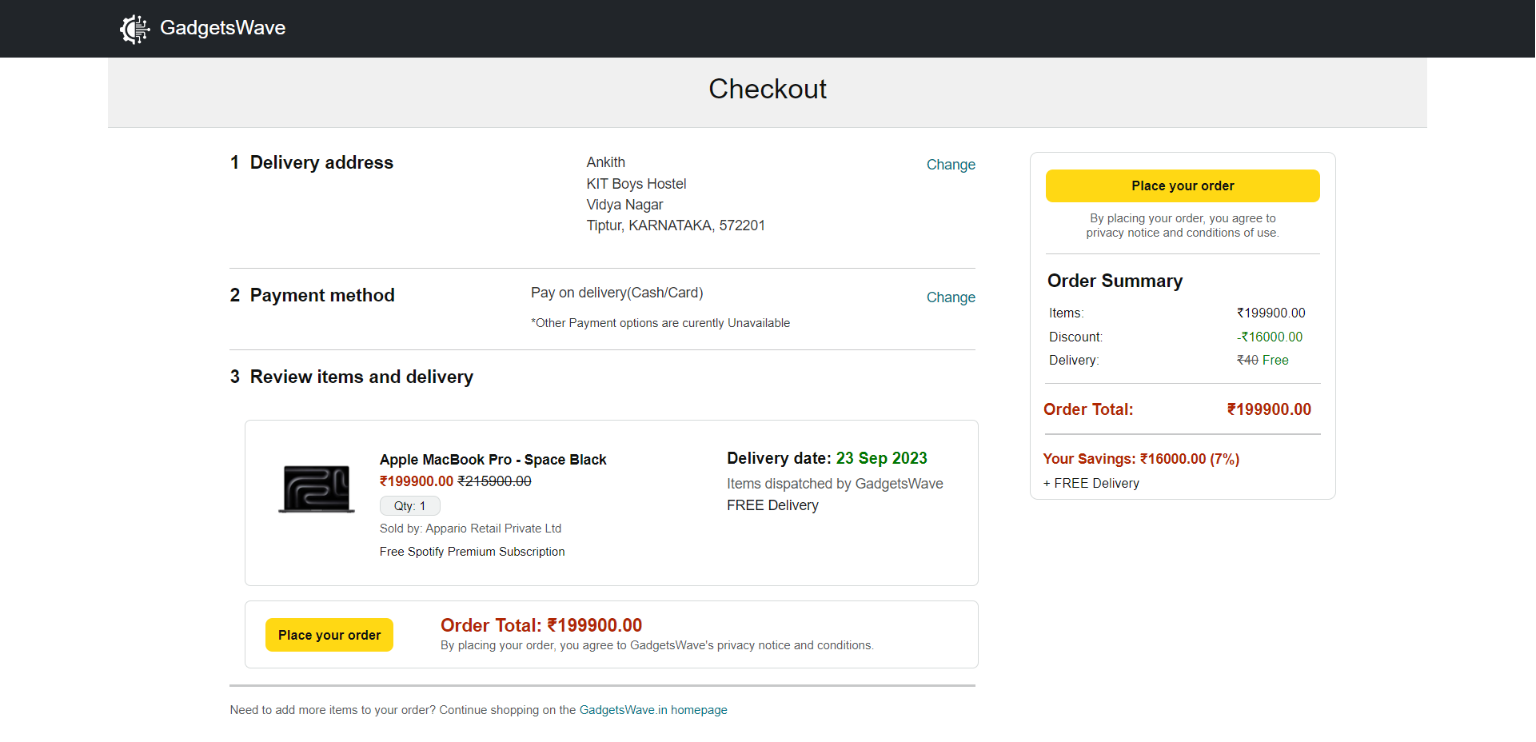 GadgetsWave
Checkout
1 Delivery address
Ankith
KIT Boys Hostel
Vidya Nagar
Tiptur, KARNATAKA, 572201
Change
2 Payment method
Pay on delivery(Cash/Card)
*Other Payment options are curently Unavailable
Change
3 Review items and delivery
Apple MacBook Pro - Space Black
₹199900.00 ₹215900.00
Qty: 1
Sold by: Appario Retail Private Ltd
Free Spotify Premium Subscription
Delivery date: 23 Sep 2023
Items dispatched by GadgetsWave
FREE Delivery
Place your order
Order Total: ₹199900.00
By placing your order, you agree to GadgetsWave's privacy notice and conditions.
Need to add more items to your order? Continue shopping on the GadgetsWave.in homepage
Place your order
By placing your order, you agree to
privacy notice and conditions of use.
Order Summary
Items: ₹199900.00
Discount: -₹16000.00
Delivery: ₹40 Free
Order Total: ₹199900.00
Your Savings: ₹16000.00 (7%)
+ FREE Delivery